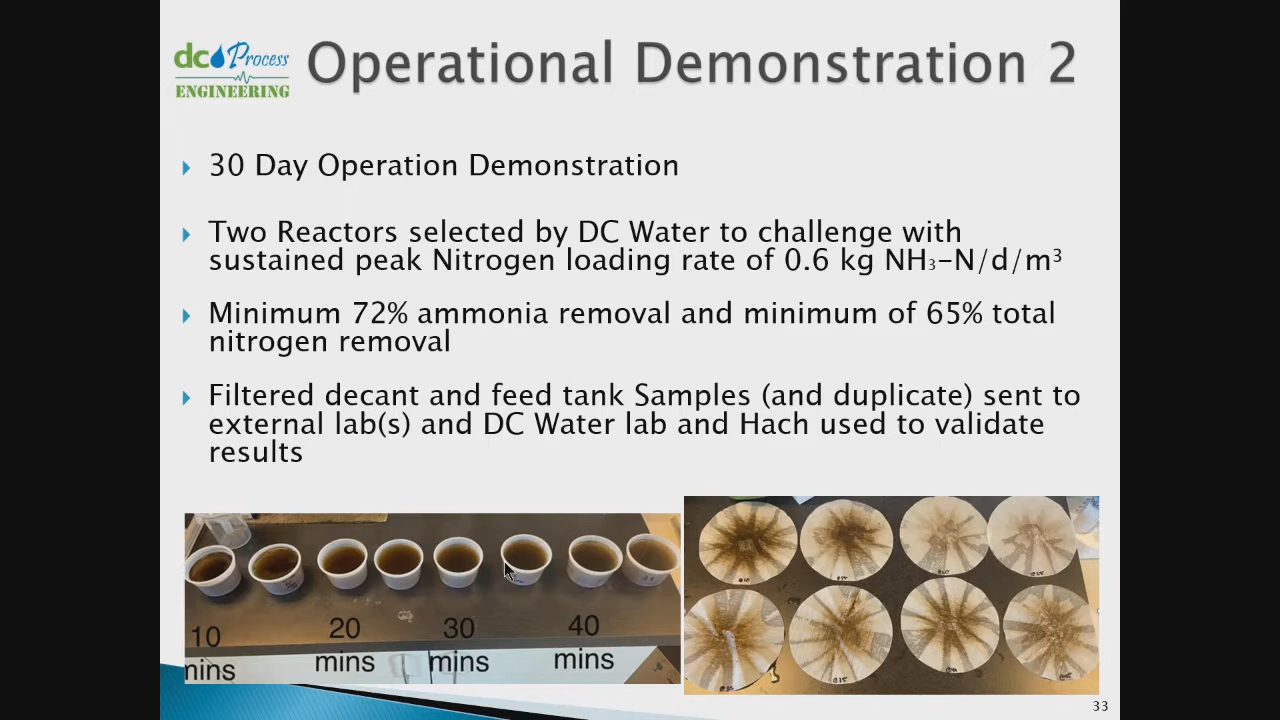 dc Process
ENGINEERING
Operational Demonstration 2
30 Day Operation Demonstration
Two Reactors selected by DC Water to challenge with
sustained peak Nitrogen loading rate of 0.6 kg NH₃-N/d/m³
Minimum 72% ammonia removal and minimum of 65% total
nitrogen removal
Filtered decant and feed tank Samples (and duplicate) sent to
external lab(s) and DC Water lab and Hach used to validate
results
10 20 30 40
mins mins mins mins
33